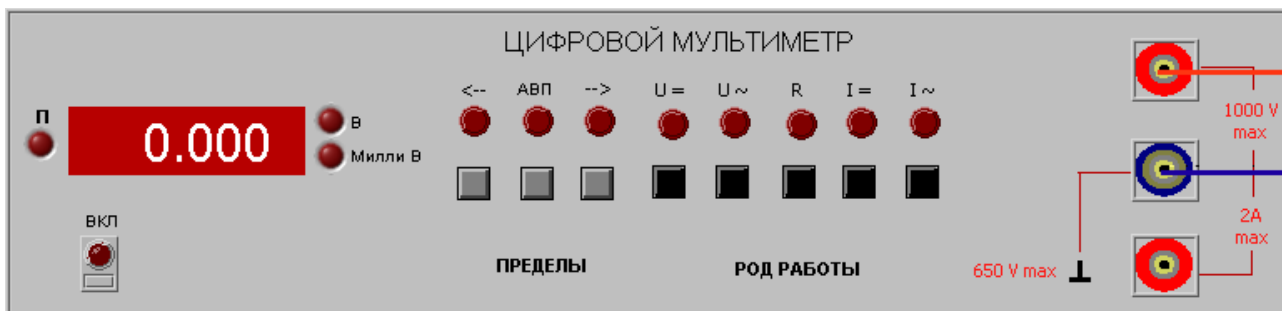 ЦИФРОВОЙ МУЛЬТИМЕТР
<-- АВП --> U = U ~ R I = I ~
П
0.000
В
Милли В
ВКЛ
ПРЕДЕЛЫ
РОД РАБОТЫ
1000 V
max
2A
max
650 V max